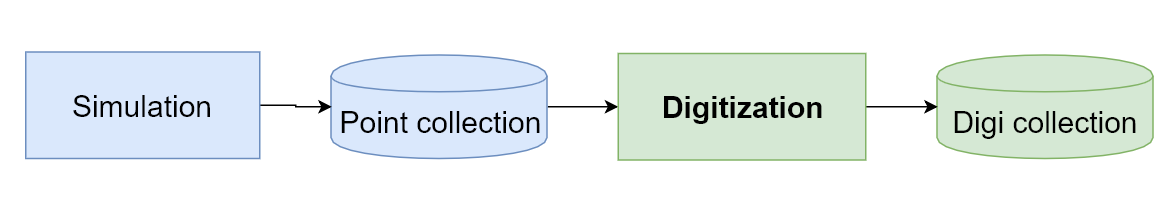 Simulation
Point collection
Digitization
Digi collection